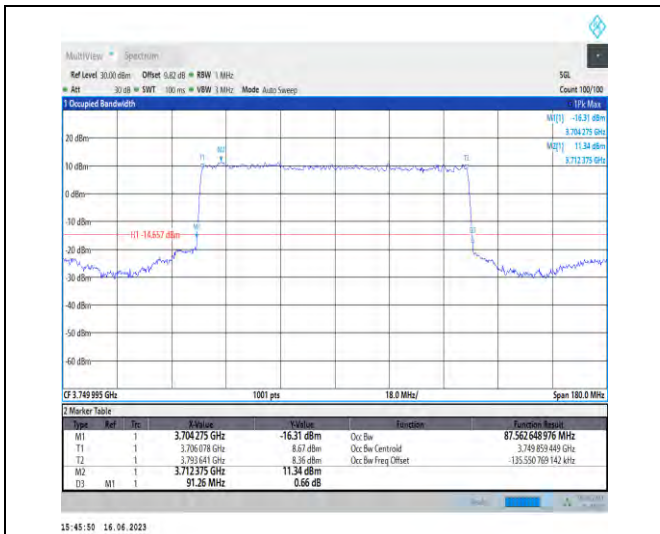 MultiView Spectrum
Ref Level 30.00 dBm Offset 9.82 dB RBW 1 MHz SGL
Att 30 dB SWT 100 ms VBW 3 MHz Mode Auto Sweep Count 100/100
1 Occupied Bandwidth 1Pk Max
M1[1] -16.31 dBm
3.704 275 GHz
M2[1] 11.34 dBm
3.712 375 GHz
20 dBm
T1 M2 T2
10 dBm
0 dBm
-10 dBm
M1 D3
H1 -14.657 dBm
-20 dBm
-30 dBm
-40 dBm
-50 dBm
-60 dBm
CF 3.749 995 GHz 1001 pts 18.0 MHz/ Span 180.0 MHz
2 Marker Table
Type Ref Trc X-Value Y-Value Function Function Result
M1 1 3.704 275 GHz -16.31 dBm Occ Bw 87.562 648 976 MHz
T1 1 3.706 078 GHz 8.67 dBm Occ Bw Centroid 3.749 859 449 GHz
T2 1 3.793 641 GHz 8.36 dBm Occ Bw Freq Offset -135.550 769 142 kHz
M2 1 3.712 375 GHz 11.34 dBm
D3 M1 1 91.26 MHz 0.66 dB
15:45:50 16.06.2023